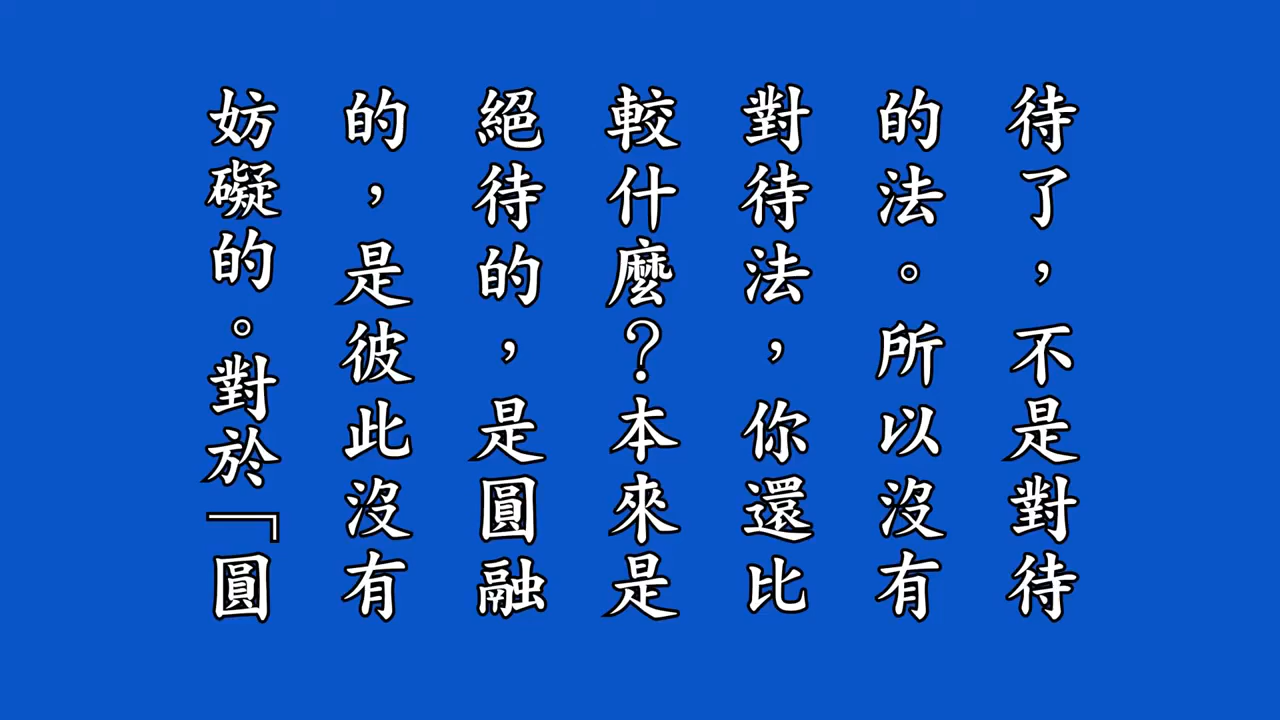 待了，不是對待
的法。所以沒有
對待法，你還比
較什麼？本來是
絕待的，是圓融
的，是彼此沒有
妨礙的。對於「圓